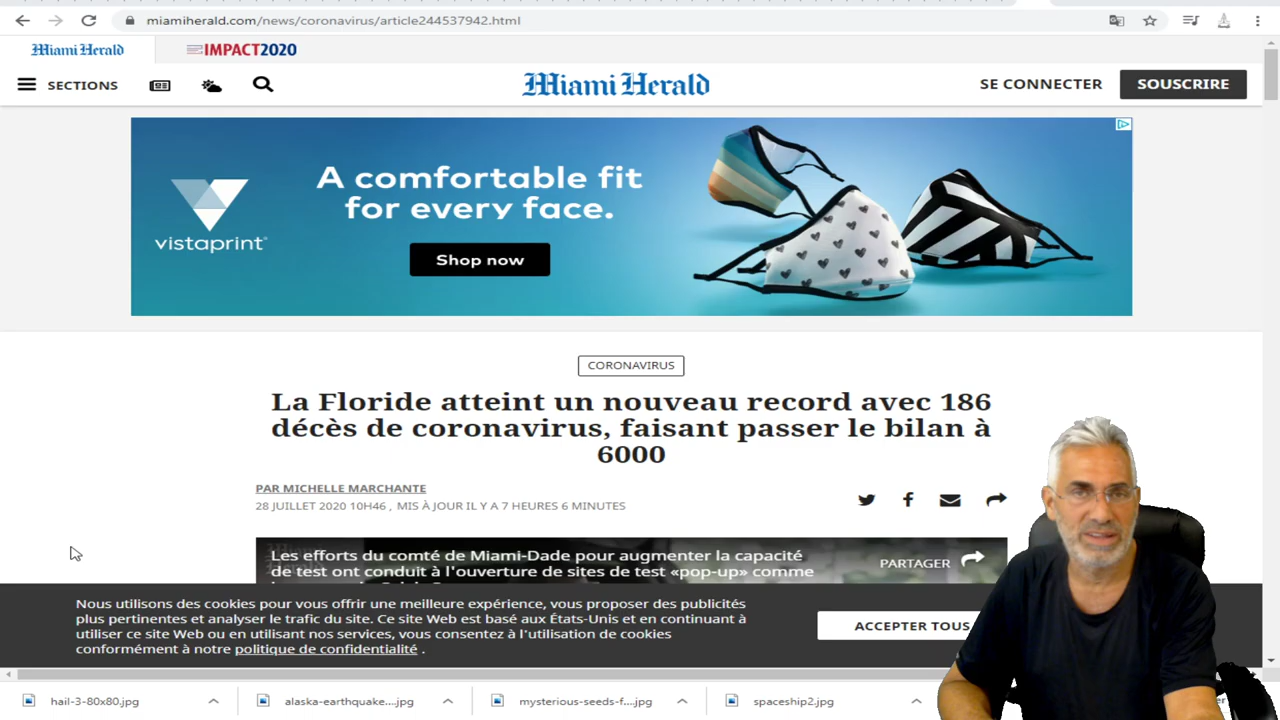 miamiherald.com/news/coronavirus/article244537942.html
Miami Herald
IMPACT2020
SECTIONS
Miami Herald
SE CONNECTER
SOUSCRIRE
vistaprint
A comfortable fit
for every face.
Shop now
CORONAVIRUS
La Floride atteint un nouveau record avec 186
décès de coronavirus, faisant passer le bilan à
6000
PAR MICHELLE MARCHANTE
28 JUILLET 2020 10H46 , MIS À JOUR IL Y A 7 HEURES 6 MINUTES
Les efforts du comté de Miami-Dade pour augmenter la capacité
de test ont conduit à l'ouverture de sites de test «pop-up» comme
PARTAGER
Nous utilisons des cookies pour vous offrir une meilleure expérience, vous proposer des publicités
plus pertinentes et analyser le trafic du site. Ce site Web est basé aux États-Unis et en continuant à
utiliser ce site Web ou en utilisant nos services, vous consentez à l'utilisation de cookies
conformément à notre politique de confidentialité .
ACCEPTER TOUS
hail-3-80x80.jpg
alaska-earthquake....jpg
mysterious-seeds-f....jpg
spaceship2.jpg